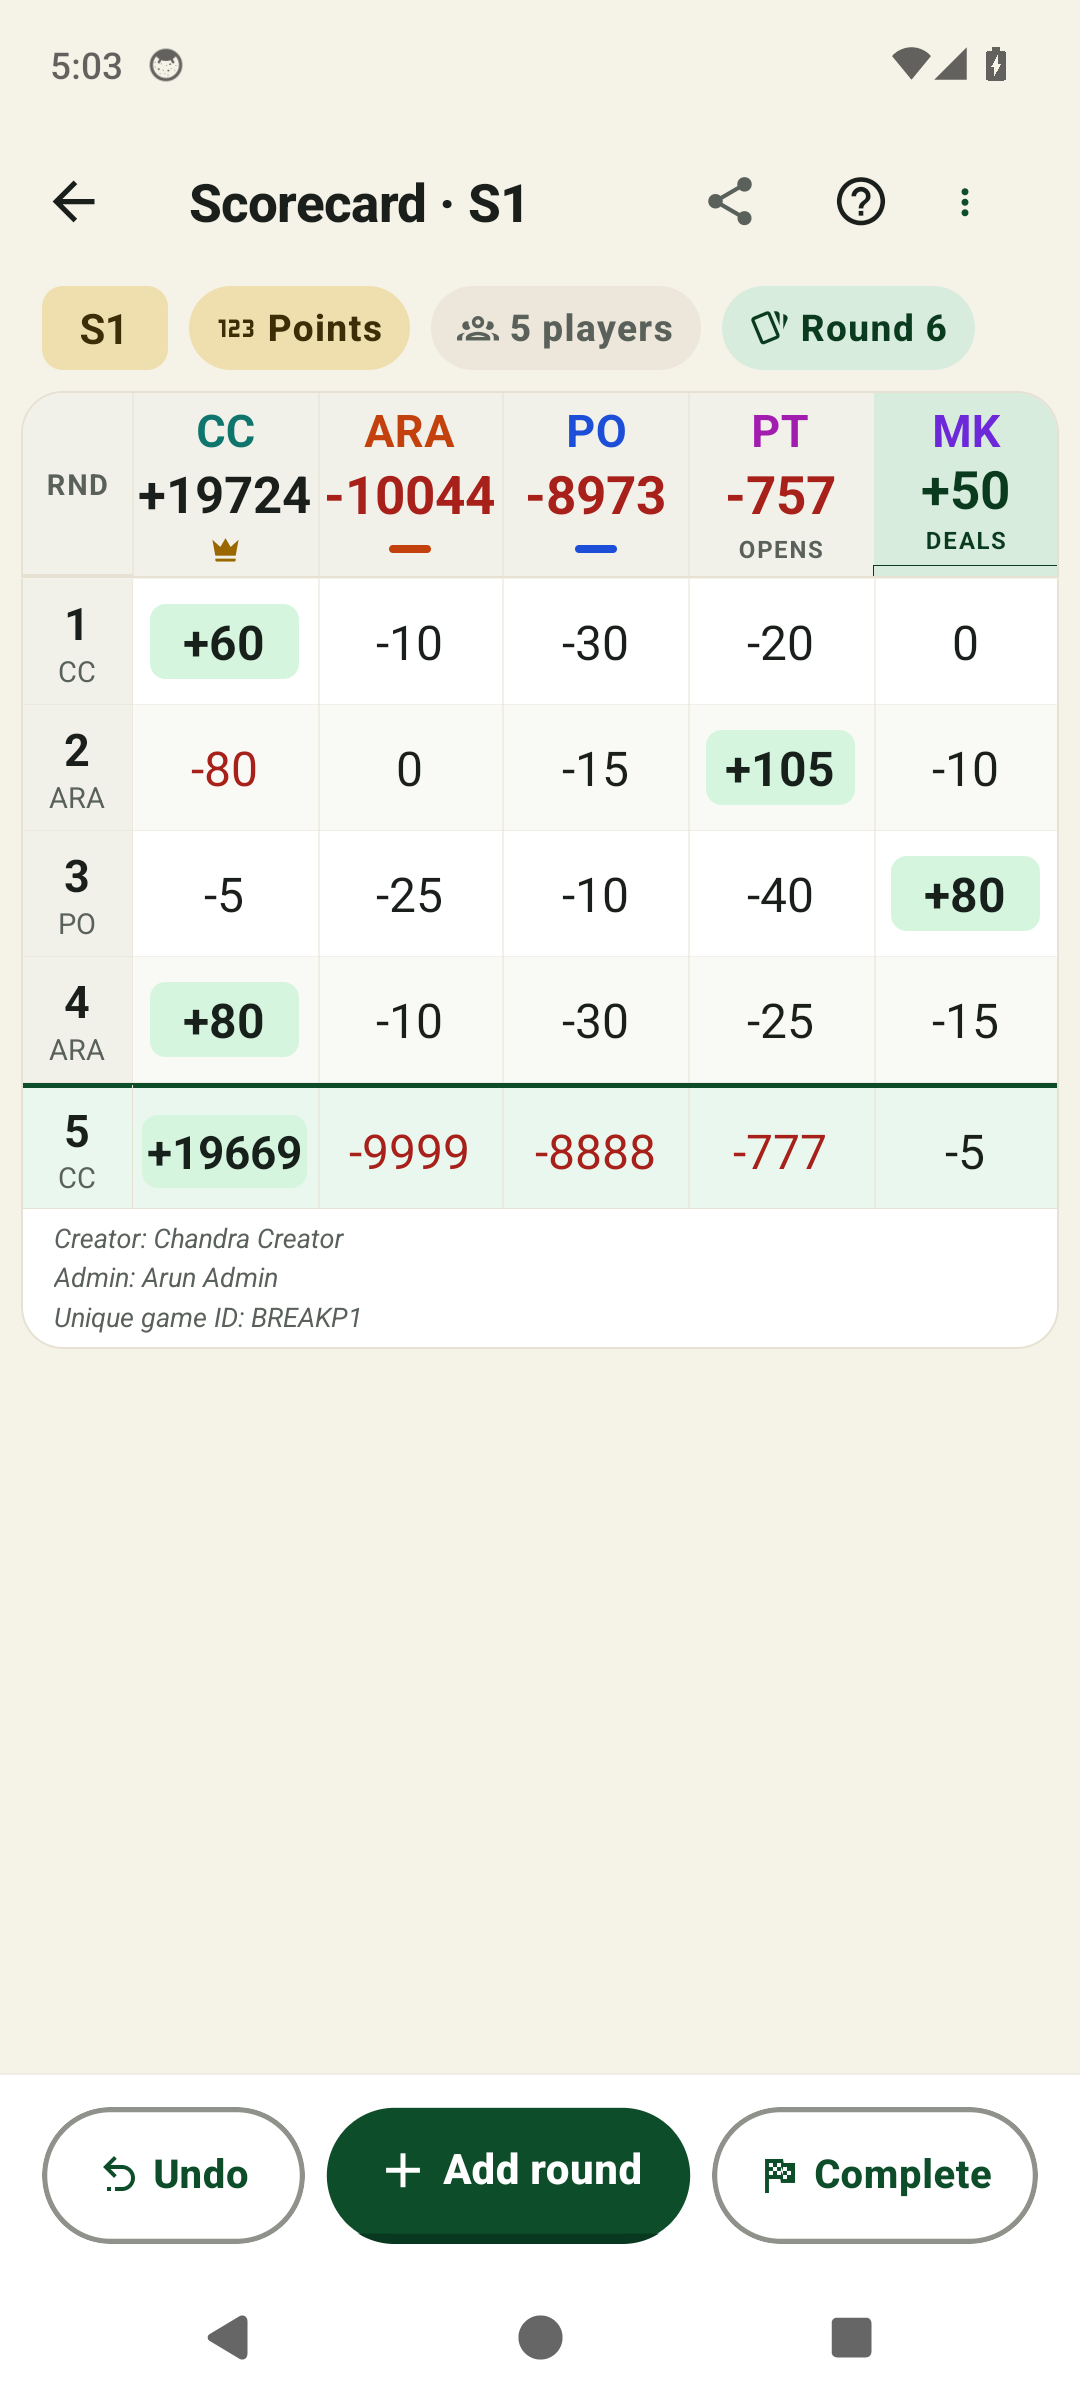 5:03
Scorecard · S1
S1 123 Points 5 players Round 6
RND CC ARA PO PT MK
+19724 -10044 -8973 -757 +50
OPENS DEALS
1 +60 -10 -30 -20 0
CC
2 -80 0 -15 +105 -10
ARA
3 -5 -25 -10 -40 +80
PO
4 +80 -10 -30 -25 -15
ARA
5 +19669 -9999 -8888 -777 -5
CC
Creator: Chandra Creator
Admin: Arun Admin
Unique game ID: BREAKP1
Undo Add round Complete